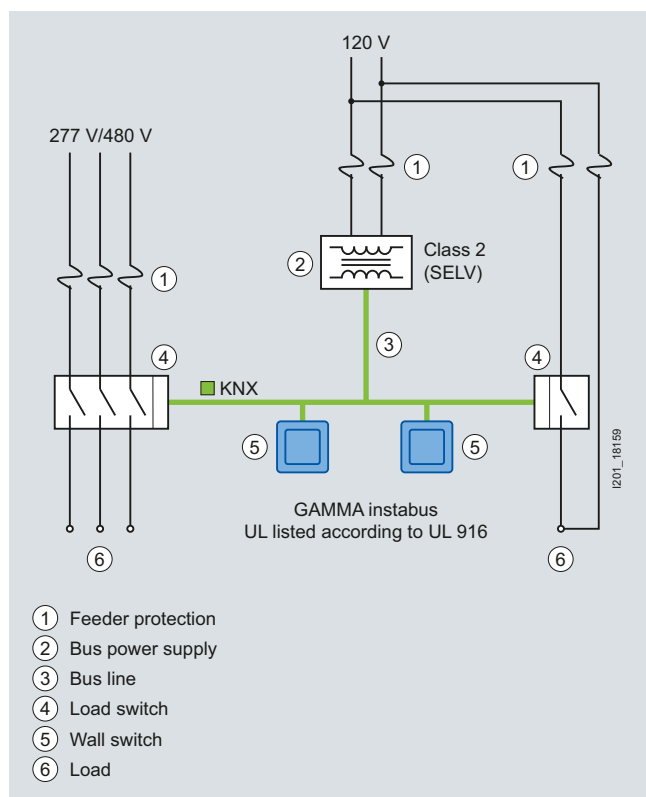 120 V
277 V/480 V
1
1
1
2
Class 2
(SELV)
3
4
4
KNX
5
5
I201_18159
GAMMA instabus
UL listed according to UL 916
6
6
1 Feeder protection
2 Bus power supply
3 Bus line
4 Load switch
5 Wall switch
6 Load